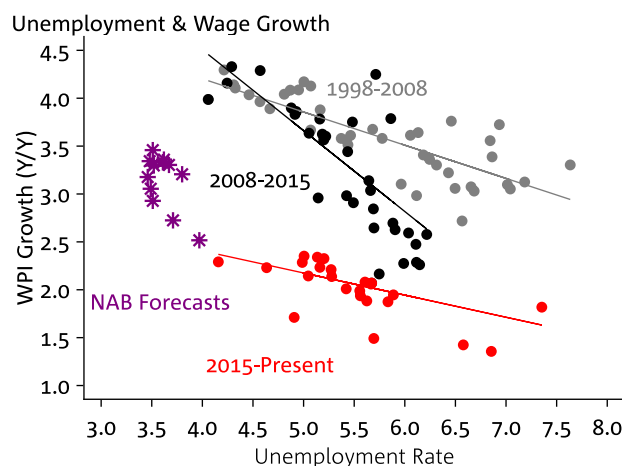 Unemployment & Wage Growth
WPI Growth (Y/Y)
4.5
4.0
3.5
3.0
2.5
2.0
1.5
1.0
1998-2008
2008-2015
NAB Forecasts
2015-Present
3.0 3.5 4.0 4.5 5.0 5.5 6.0 6.5 7.0 7.5 8.0
Unemployment Rate